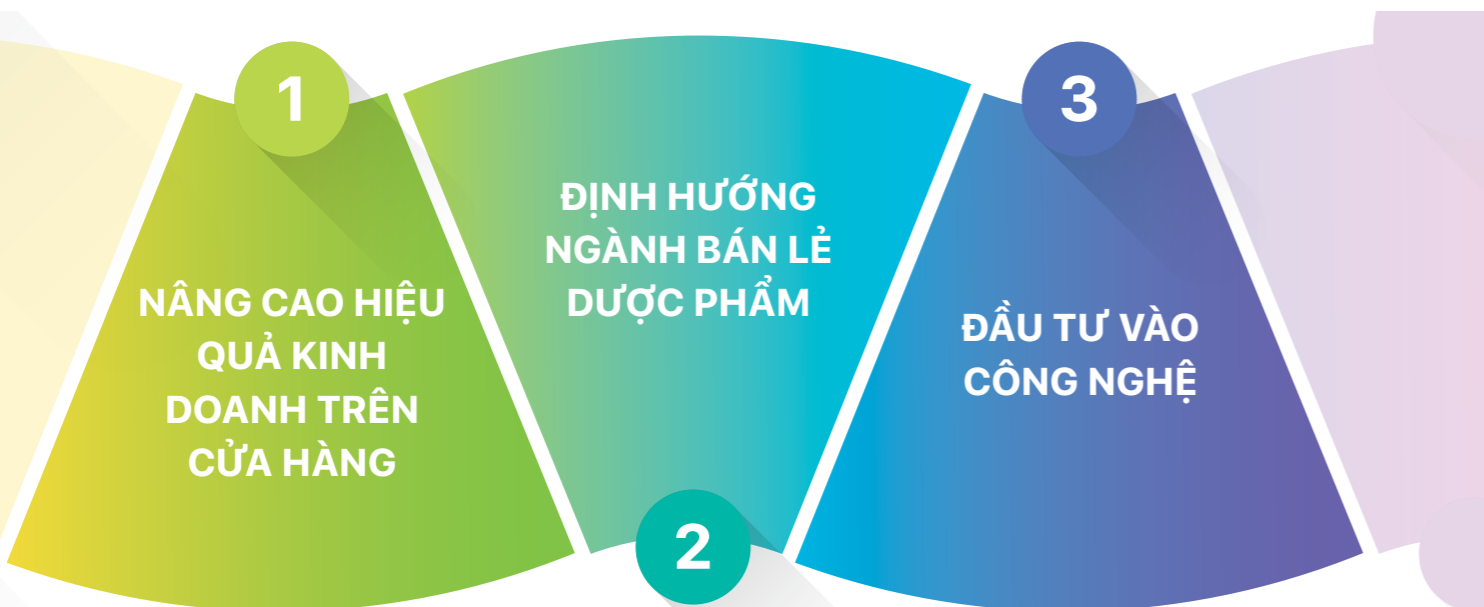 1
NÂNG CAO HIỆU
QUẢ KINH
DOANH TRÊN
CỬA HÀNG
ĐỊNH HƯỚNG
NGÀNH BÁN LẺ
DƯỢC PHẨM
2
3
ĐẦU TƯ VÀO
CÔNG NGHỆ